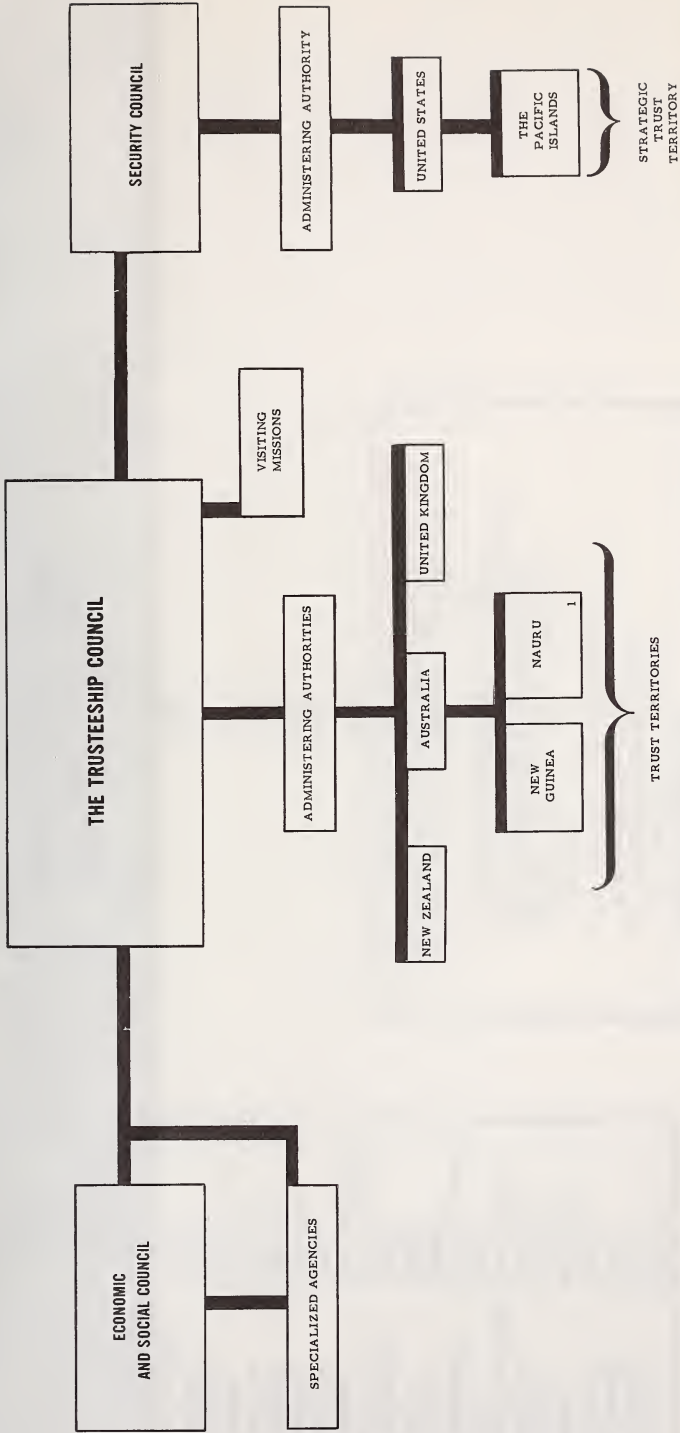 THE TRUSTEESHIP COUNCIL
ECONOMIC
AND SOCIAL COUNCIL
SECURITY COUNCIL
SPECIALIZED AGENCIES
VISITING
MISSIONS
ADMINISTERING AUTHORITIES
ADMINISTERING AUTHORITY
NEW ZEALAND
AUSTRALIA
UNITED KINGDOM
UNITED STATES
NEW
GUINEA
NAURU
1
THE
PACIFIC
ISLANDS
TRUST TERRITORIES
STRATEGIC
TRUST
TERRITORY